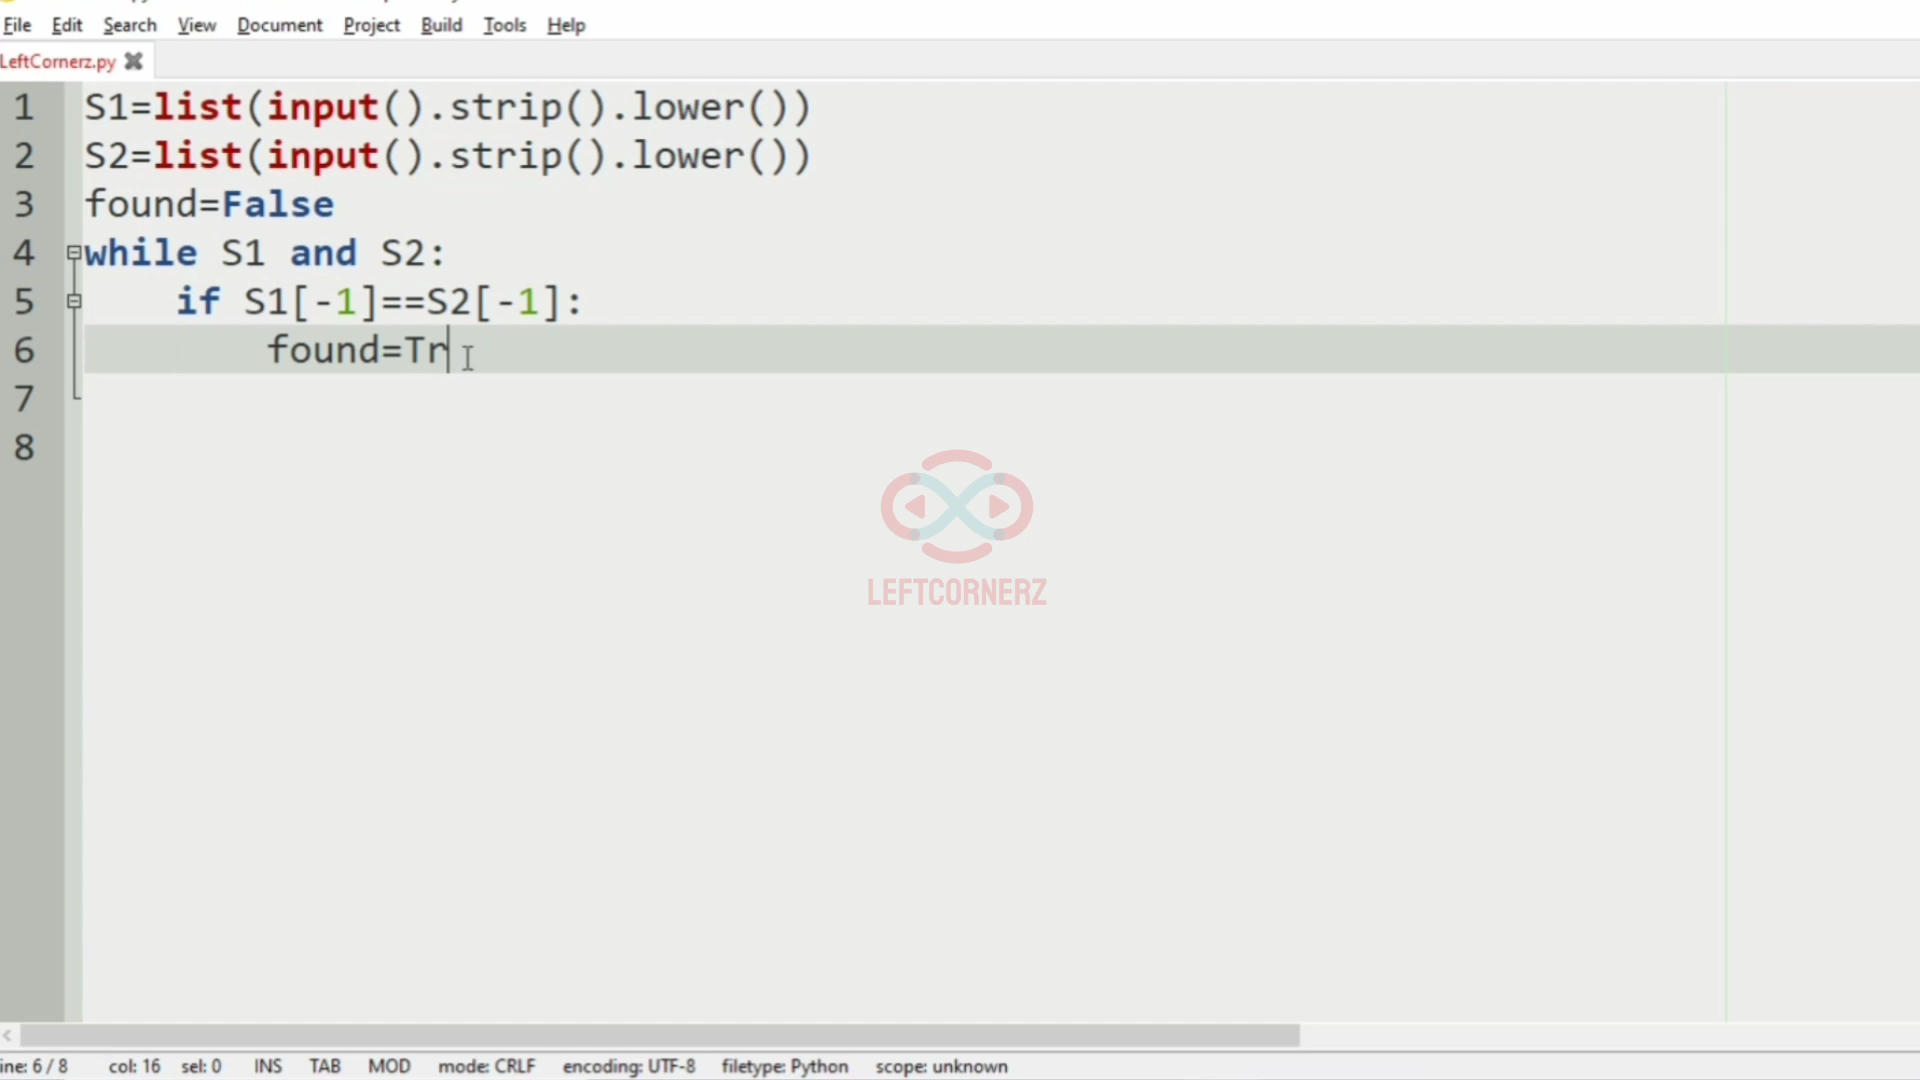 File Edit Search View Document Project Build Tools Help
LeftCornerz.py
1 S1=list(input().strip().lower())
2 S2=list(input().strip().lower())
3 found=False
4 while S1 and S2:
5     if S1[-1]==S2[-1]:
6         found=Tr
7
8
LEFTCORNERZ
ine: 6 / 8 col: 16 sel: 0 INS TAB MOD mode: CRLF encoding: UTF-8 filetype: Python scope: unknown